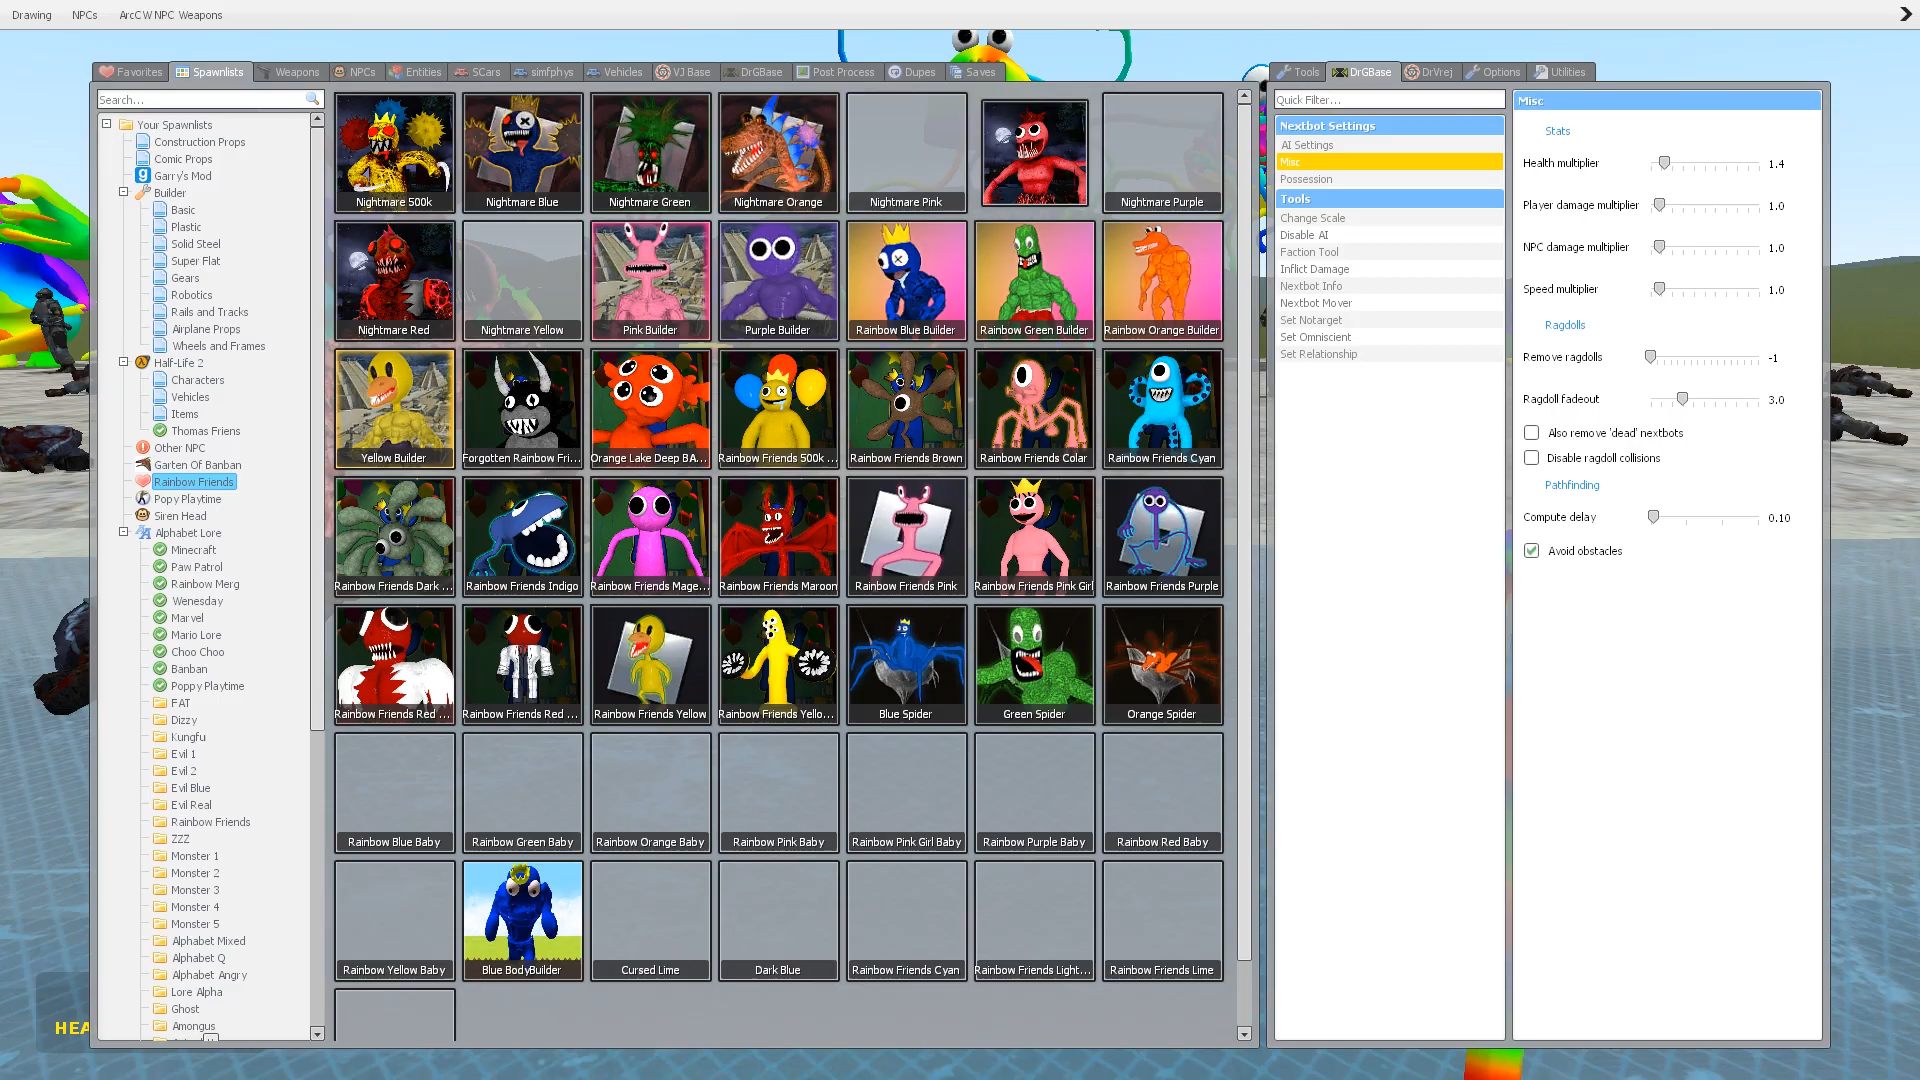 Drawing NPCs ArcCW NPC Weapons
Favorites Spawnlists Weapons NPCs Entities SCars simfphys Vehicles VJ Base DrGBase Post Process Dupes Saves
Search...
Your Spawnlists
Construction Props
Comic Props
Garry's Mod
Builder
Basic
Plastic
Solid Steel
Super Flat
Gears
Robotics
Rails and Tracks
Airplane Props
Wheels and Frames
Half-Life 2
Characters
Vehicles
Items
Thomas Friens
Other NPC
Garten Of Banban
Rainbow Friends
Popy Playtime
Siren Head
Alphabet Lore
Minecraft
Paw Patrol
Rainbow Merg
Wenesday
Marvel
Mario Lore
Choo Choo
Banban
Poppy Playtime
FAT
Dizzy
Kungfu
Evil 1
Evil 2
Evil Blue
Evil Real
Rainbow Friends
ZZZ
Monster 1
Monster 2
Monster 3
Monster 4
Monster 5
Alphabet Mixed
Alphabet Q
Alphabet Angry
Lore Alpha
Ghost
Amongus
HEA
Nightmare 500k Nightmare Blue Nightmare Green Nightmare Orange Nightmare Pink Nightmare Purple
Nightmare Red Nightmare Yellow Pink Builder Purple Builder Rainbow Blue Builder Rainbow Green Builder Rainbow Orange Builder
Yellow Builder Forgotten Rainbow Fri... Orange Lake Deep BA... Rainbow Friends 500k ... Rainbow Friends Brown Rainbow Friends Colar Rainbow Friends Cyan
Rainbow Friends Dark ... Rainbow Friends Indigo Rainbow Friends Mage... Rainbow Friends Maroon Rainbow Friends Pink Rainbow Friends Pink Girl Rainbow Friends Purple
Rainbow Friends Red ... Rainbow Friends Red ... Rainbow Friends Yellow Rainbow Friends Yello... Blue Spider Green Spider Orange Spider
Rainbow Blue Baby Rainbow Green Baby Rainbow Orange Baby Rainbow Pink Baby Rainbow Pink Girl Baby Rainbow Purple Baby Rainbow Red Baby
Rainbow Yellow Baby Blue BodyBuilder Cursed Lime Dark Blue Rainbow Friends Cyan Rainbow Friends Light... Rainbow Friends Lime
Tools DrGBase DrVrej Options Utilities
Quick Filter...
Nextbot Settings
AI Settings
Misc
Possession
Tools
Change Scale
Disable AI
Faction Tool
Inflict Damage
Nextbot Info
Nextbot Mover
Set Notarget
Set Omniscient
Set Relationship
Misc
Stats
Health multiplier 1.4
Player damage multiplier 1.0
NPC damage multiplier 1.0
Speed multiplier 1.0
Ragdolls
Remove ragdolls -1
Ragdoll fadeout 3.0
Also remove 'dead' nextbots
Disable ragdoll collisions
Pathfinding
Compute delay 0.10
Avoid obstacles